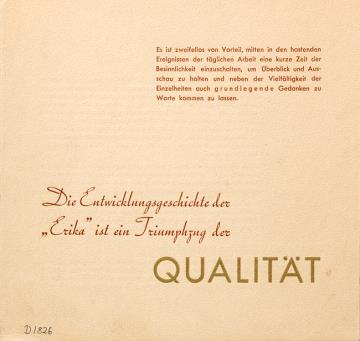 Es ist zweifellos von Vorteil, mitten in den hastenden
Ereignissen der täglichen Arbeit eine kurze Zeit der
Besinnlichkeit einzuschalten, um Überblick und Aus-
schau zu halten und neben der Vielfältigkeit der
Einzelheiten auch grundlegende Gedanken zu
Worte kommen zu lassen.
Die Entwicklungsgeschichte der
„Erika" ist ein Triumphzug der
QUALITÄT
D1826